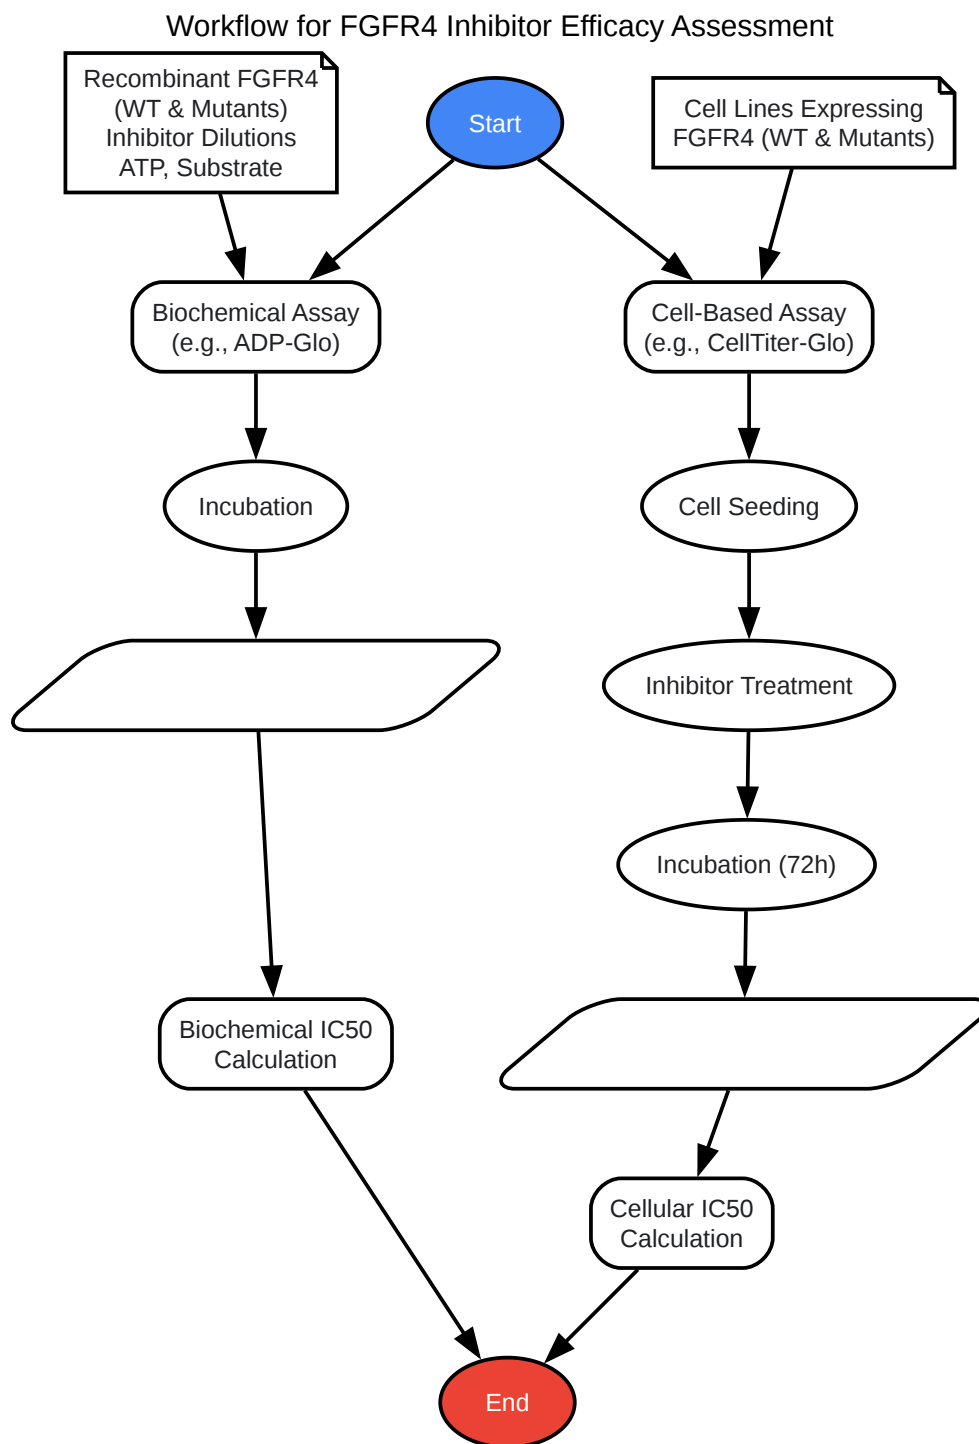 Workflow for FGFR4 Inhibitor Efficacy Assessment
Recombinant FGFR4
(WT & Mutants)
Inhibitor Dilutions
ATP, Substrate
Start
Cell Lines Expressing
FGFR4 (WT & Mutants)
Biochemical Assay
(e.g., ADP-Glo)
Cell-Based Assay
(e.g., CellTiter-Glo)
Incubation
Cell Seeding
Inhibitor Treatment
Incubation (72h)
Biochemical IC50
Calculation
Cellular IC50
Calculation
End